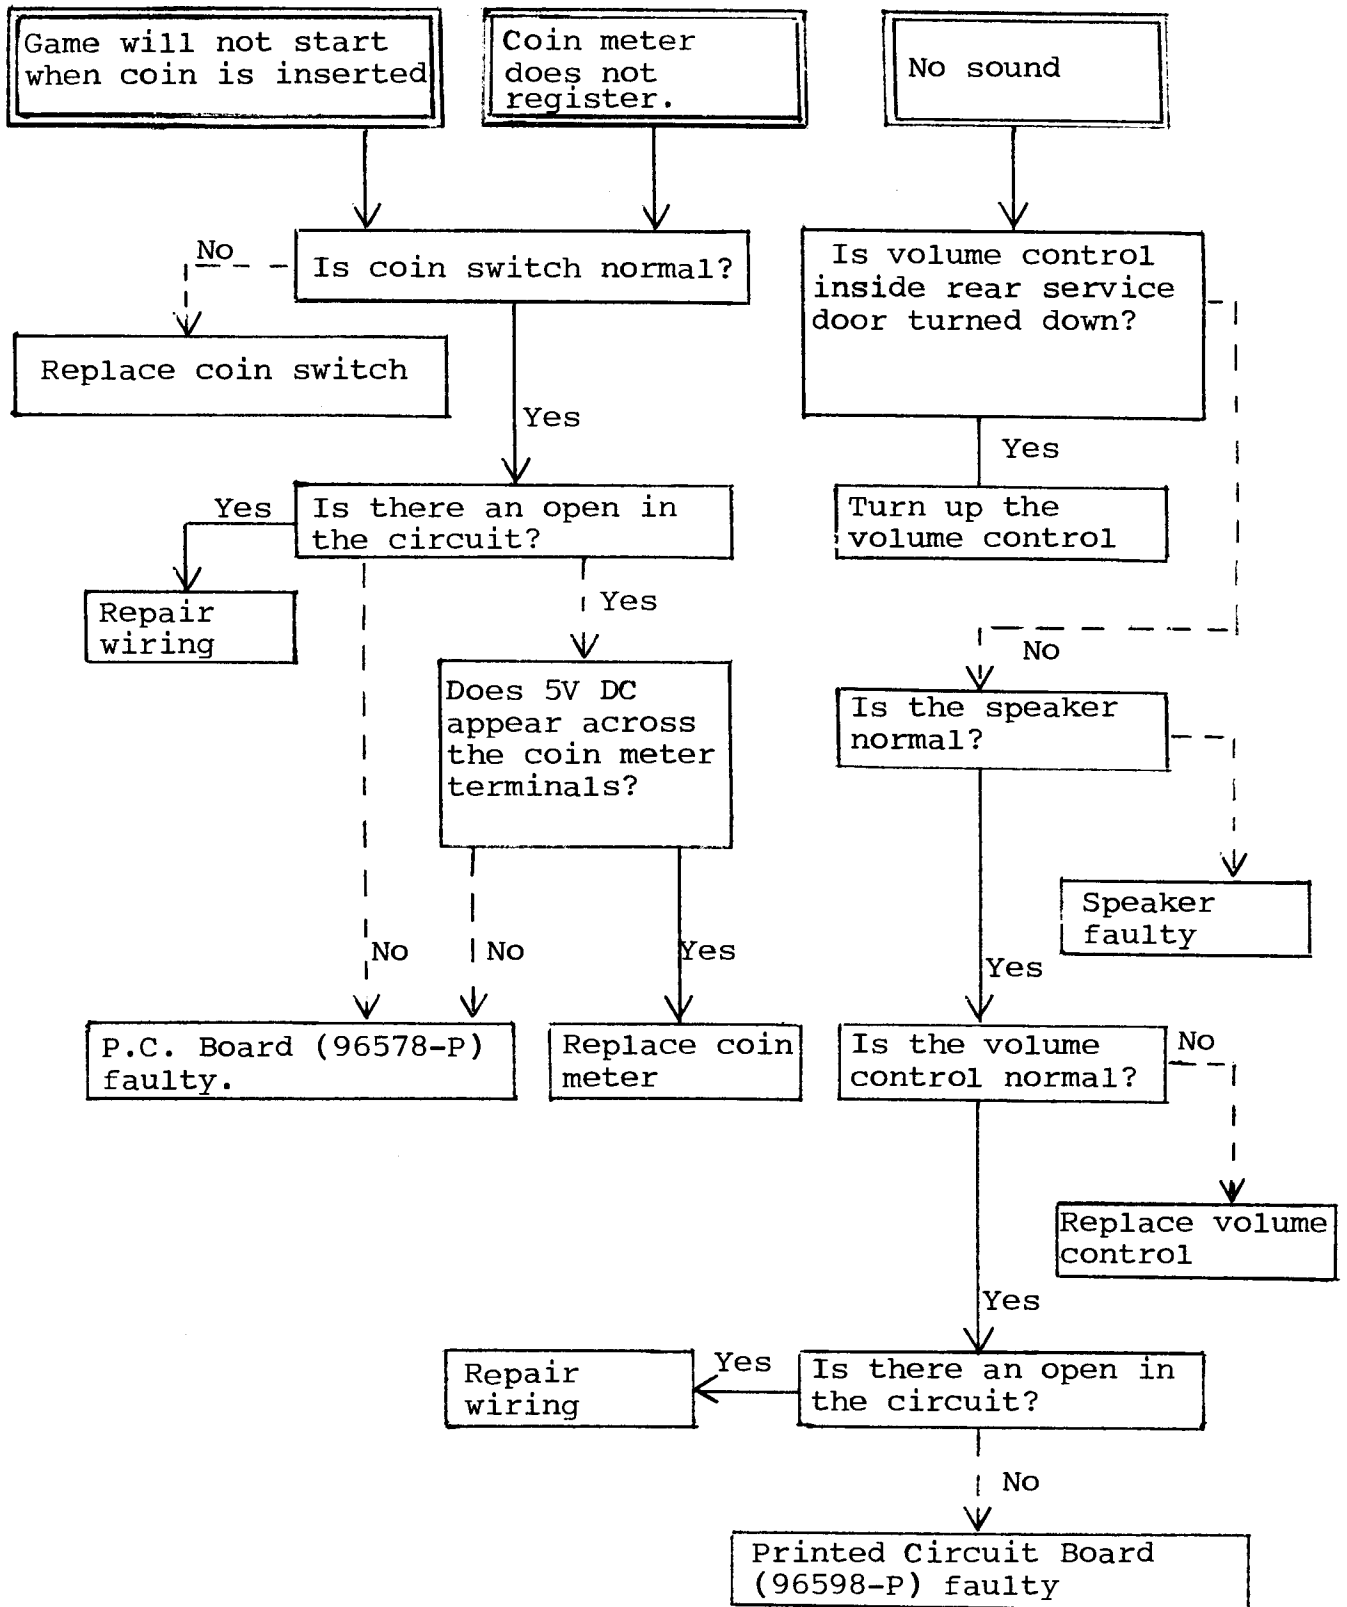 Game will not start
when coin is inserted
Coin meter
does not
register.
No sound
No
Is coin switch normal?
Is volume control
inside rear service
door turned down?
Replace coin switch
Yes
Yes
Yes
Is there an open in
the circuit?
Turn up the
volume control
Repair
wiring
Yes
No
Does 5V DC
appear across
the coin meter
terminals?
Is the speaker
normal?
Speaker
faulty
No
No
Yes
Yes
P.C. Board (96578-P)
faulty.
Replace coin
meter
Is the volume
control normal?
No
Replace volume
control
Yes
Repair
wiring
Yes
Is there an open in
the circuit?
No
Printed Circuit Board
(96598-P) faulty